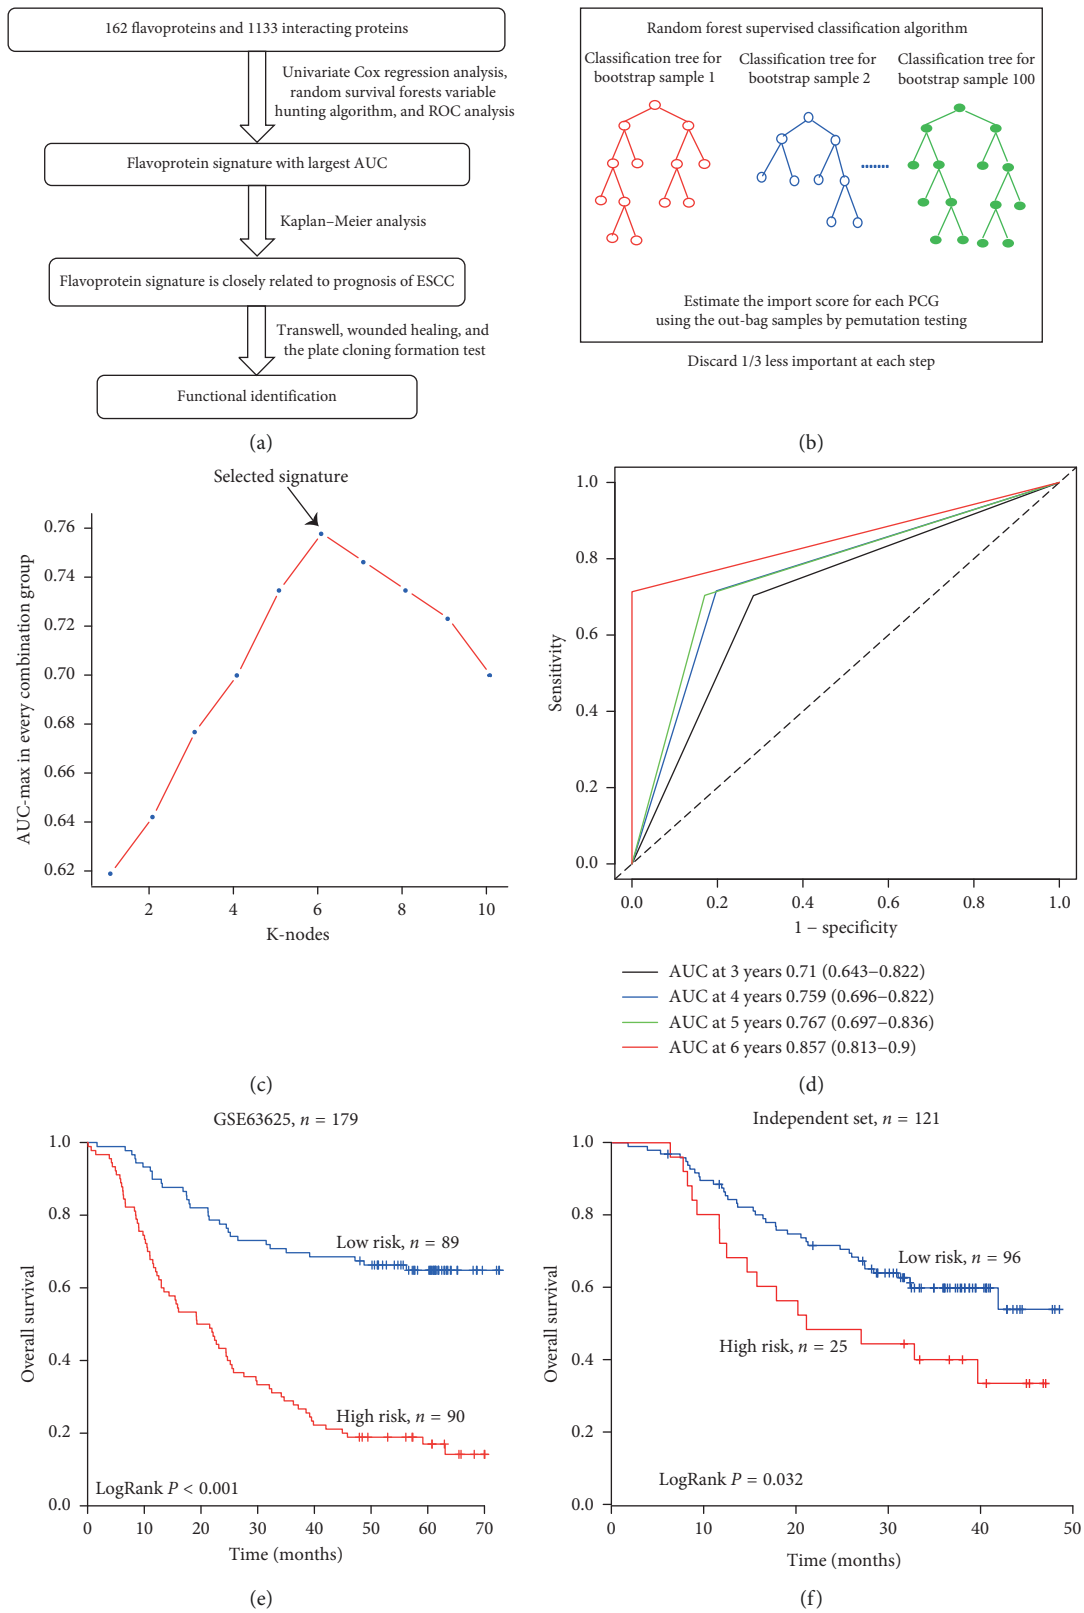 162 flavoproteins and 1133 interacting proteins
Univariate Cox regression analysis,
random survival forests variable
hunting algorithm, and ROC analysis
Flavoprotein signature with largest AUC
Kaplan–Meier analysis
Flavoprotein signature is closely related to prognosis of ESCC
Transwell, wounded healing, and
the plate cloning formation test
Functional identification
(a)
Random forest supervised classification algorithm
Classification tree for
bootstrap sample 1
Classification tree for
bootstrap sample 2
Classification tree for
bootstrap sample 100
Estimate the import score for each PCG
using the out-bag samples by pemutation testing
Discard 1/3 less important at each step
(b)
Selected signature
AUC-max in every combination group
0.76
0.74
0.72
0.70
0.68
0.66
0.64
0.62
2 4 6 8 10
K-nodes
(c)
Sensitivity
1.0
0.8
0.6
0.4
0.2
0.0
0.0 0.2 0.4 0.6 0.8 1.0
1 − specificity
AUC at 3 years 0.71 (0.643−0.822)
AUC at 4 years 0.759 (0.696−0.822)
AUC at 5 years 0.767 (0.697−0.836)
AUC at 6 years 0.857 (0.813−0.9)
(d)
GSE63625, n = 179
Overall survival
1.0
0.8
0.6
0.4
0.2
0.0
Low risk, n = 89
High risk, n = 90
LogRank P < 0.001
0 10 20 30 40 50 60 70
Time (months)
(e)
Independent set, n = 121
Overall survival
1.0
0.8
0.6
0.4
0.2
0.0
Low risk, n = 96
High risk, n = 25
LogRank P = 0.032
0 10 20 30 40 50
Time (months)
(f)